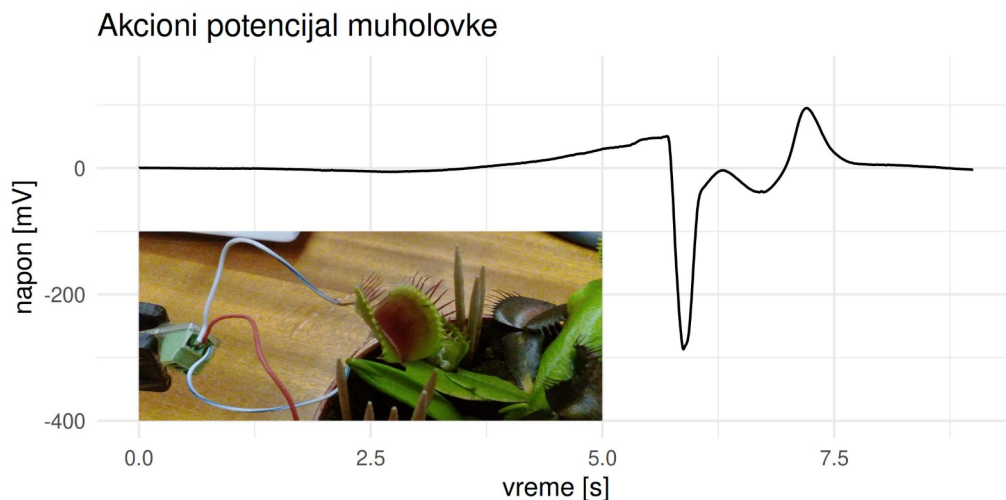 Akcioni potencijal muholovke
napon [mV]
0
-200
-400
0.0 2.5 5.0 7.5
vreme [s]